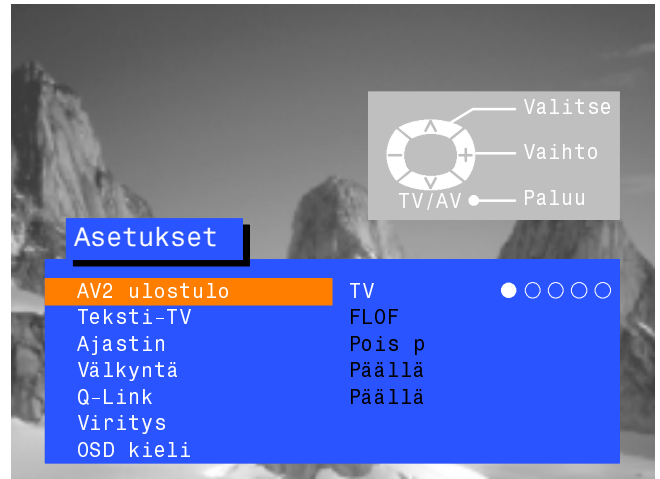 Valitse
Vaihto
TV/AV Paluu
Asetukset
AV2 ulostulo TV
Teksti-TV FLOF
Ajastin Pois p
Välkyntä Päällä
Q-Link Päällä
Viritys
OSD kieli